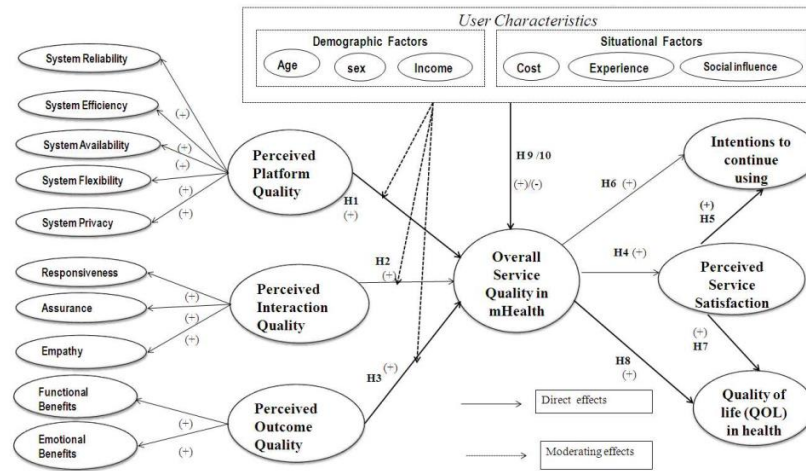 User Characteristics
Demographic Factors
Age
sex
Income
Situational Factors
Cost
Experience
Social influence
System Reliability
System Efficiency
System Availability
System Flexibility
System Privacy
(+)
(+)
(+)
(+)
(+)
Perceived
Platform
Quality
H1
(+)
H 9 /10
(+)/(-)
Responsiveness
Assurance
Empathy
(+)
(+)
(+)
Perceived
Interaction
Quality
H2
(+)
Functional
Benefits
Emotional
Benefits
(+)
(+)
Perceived
Outcome
Quality
H3
(+)
Overall
Service
Quality in
mHealth
H6 (+)
Intentions to
continue
using
(+)
H5
H4 (+)
Perceived
Service
Satisfaction
(+)
H7
H8
(+)
Quality of
life (QOL)
in health
Direct effects
Moderating effects